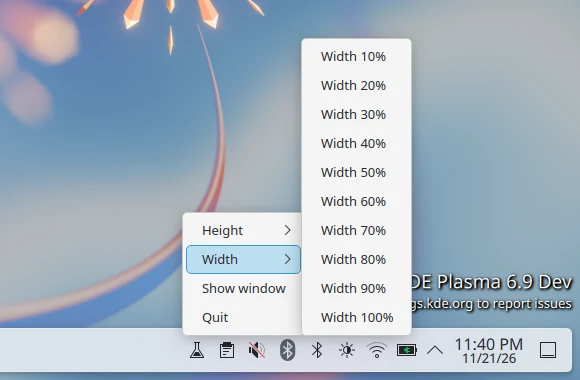 Width 10%
Width 20%
Width 30%
Width 40%
Width 50%
Width 60%
Width 70%
Width 80%
Width 90%
Width 100%
Height
Width
Show window
Quit
DE Plasma 6.9 Dev
gs.kde.org to report issues
11:40 PM
11/21/26